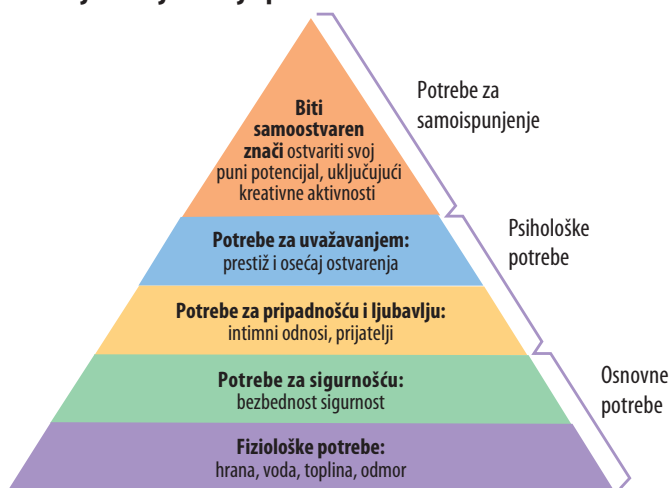 Biti
samoostvaren
znači ostvariti svoj
puni potencijal, uključujući
kreativne aktivnosti
Potrebe za
samoispunjenje
Potrebe za uvažavanjem:
prestiž i osećaj ostvarenja
Psihološke
potrebe
Potrebe za pripadnošću i ljubavlju:
intimni odnosi, prijatelji
Potrebe za sigurnošću:
bezbednost sigurnost
Osnovne
potrebe
Fiziološke potrebe:
hrana, voda, toplina, odmor